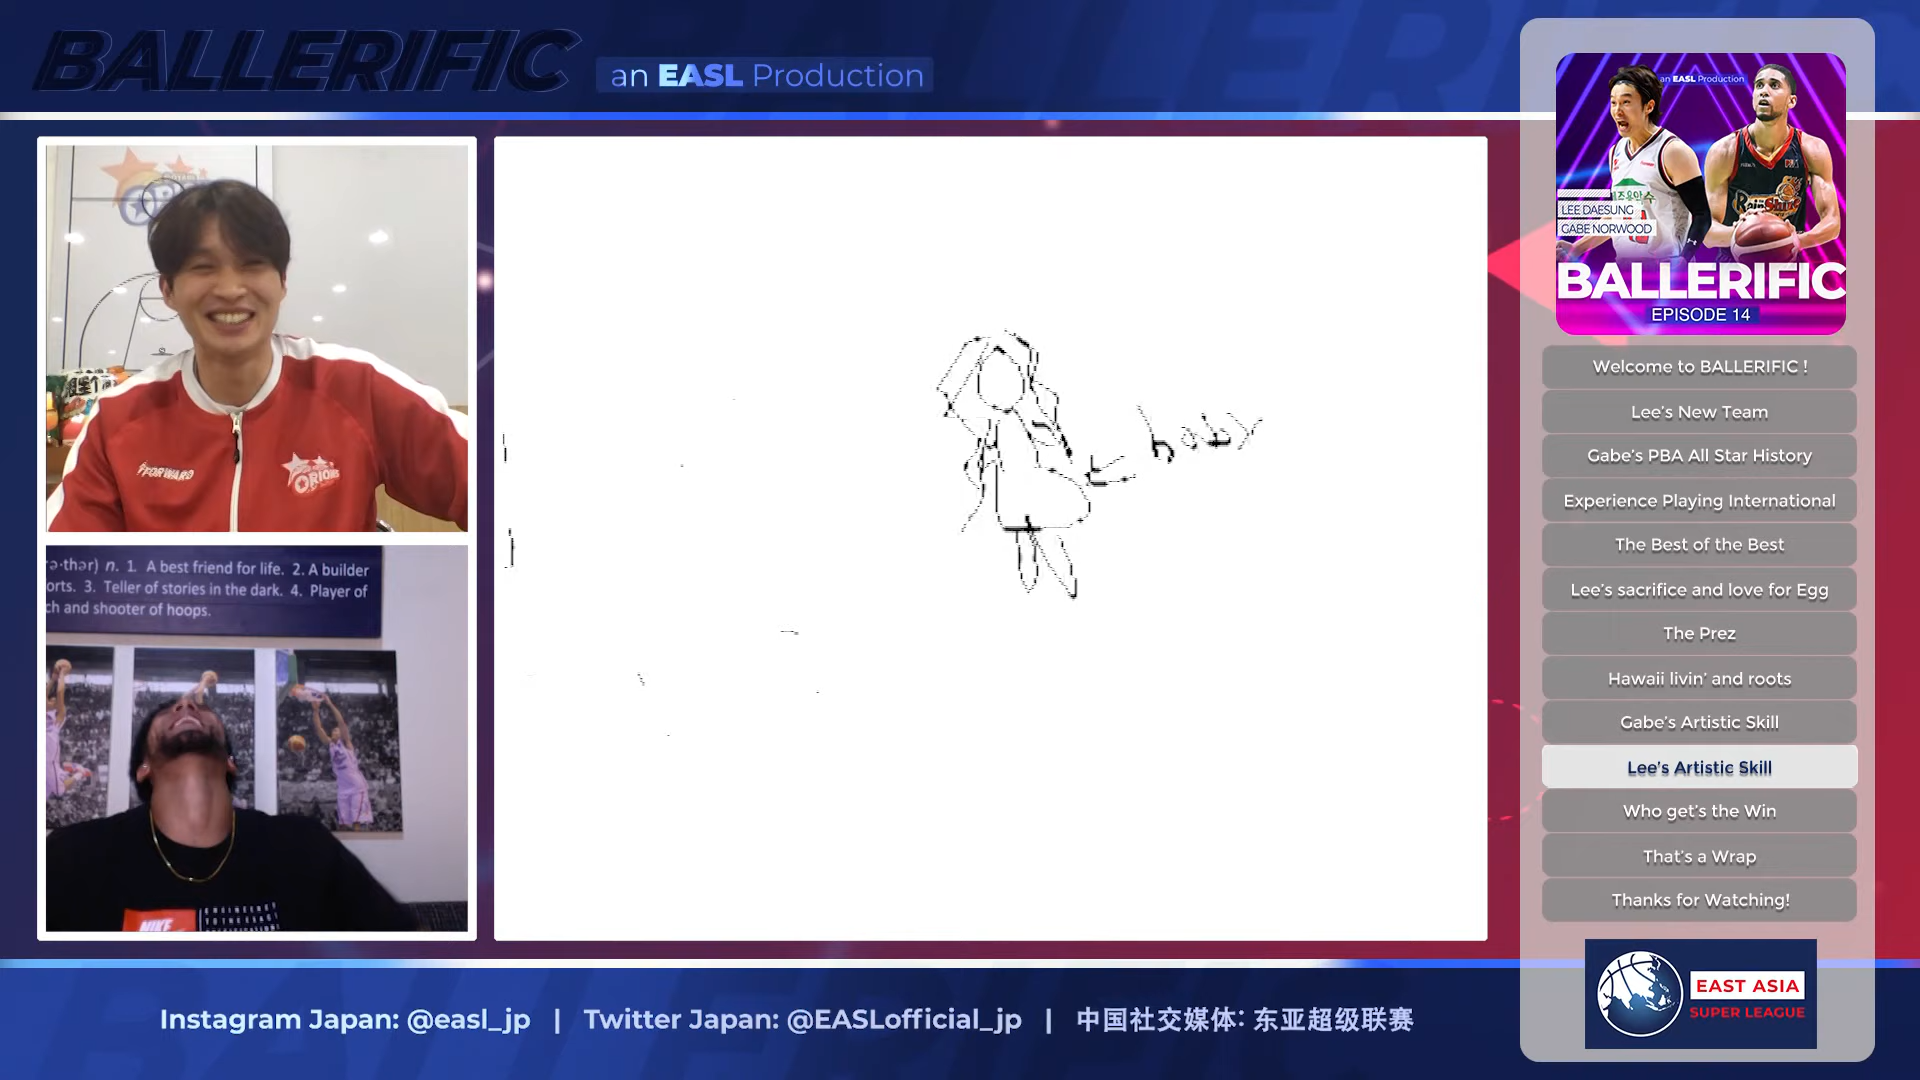 BALLERIFIC
an EASL Production
FORWARD
ORIONS
ə·thər) n. 1. A best friend for life. 2. A builder
orts. 3. Teller of stories in the dark. 4. Player of
ch and shooter of hoops.
NIKE
baby
an EASL Production
LEE DAESUNG
GABE NORWOOD
BALLERIFIC
EPISODE 14
Welcome to BALLERIFIC !
Lee's New Team
Gabe's PBA All Star History
Experience Playing International
The Best of the Best
Lee's sacrifice and love for Egg
The Prez
Hawaii livin' and roots
Gabe's Artistic Skill
Lee's Artistic Skill
Who get's the Win
That's a Wrap
Thanks for Watching!
EAST ASIA
SUPER LEAGUE
Instagram Japan: @easl_jp | Twitter Japan: @EASLofficial_jp | 中国社交媒体: 东亚超级联赛